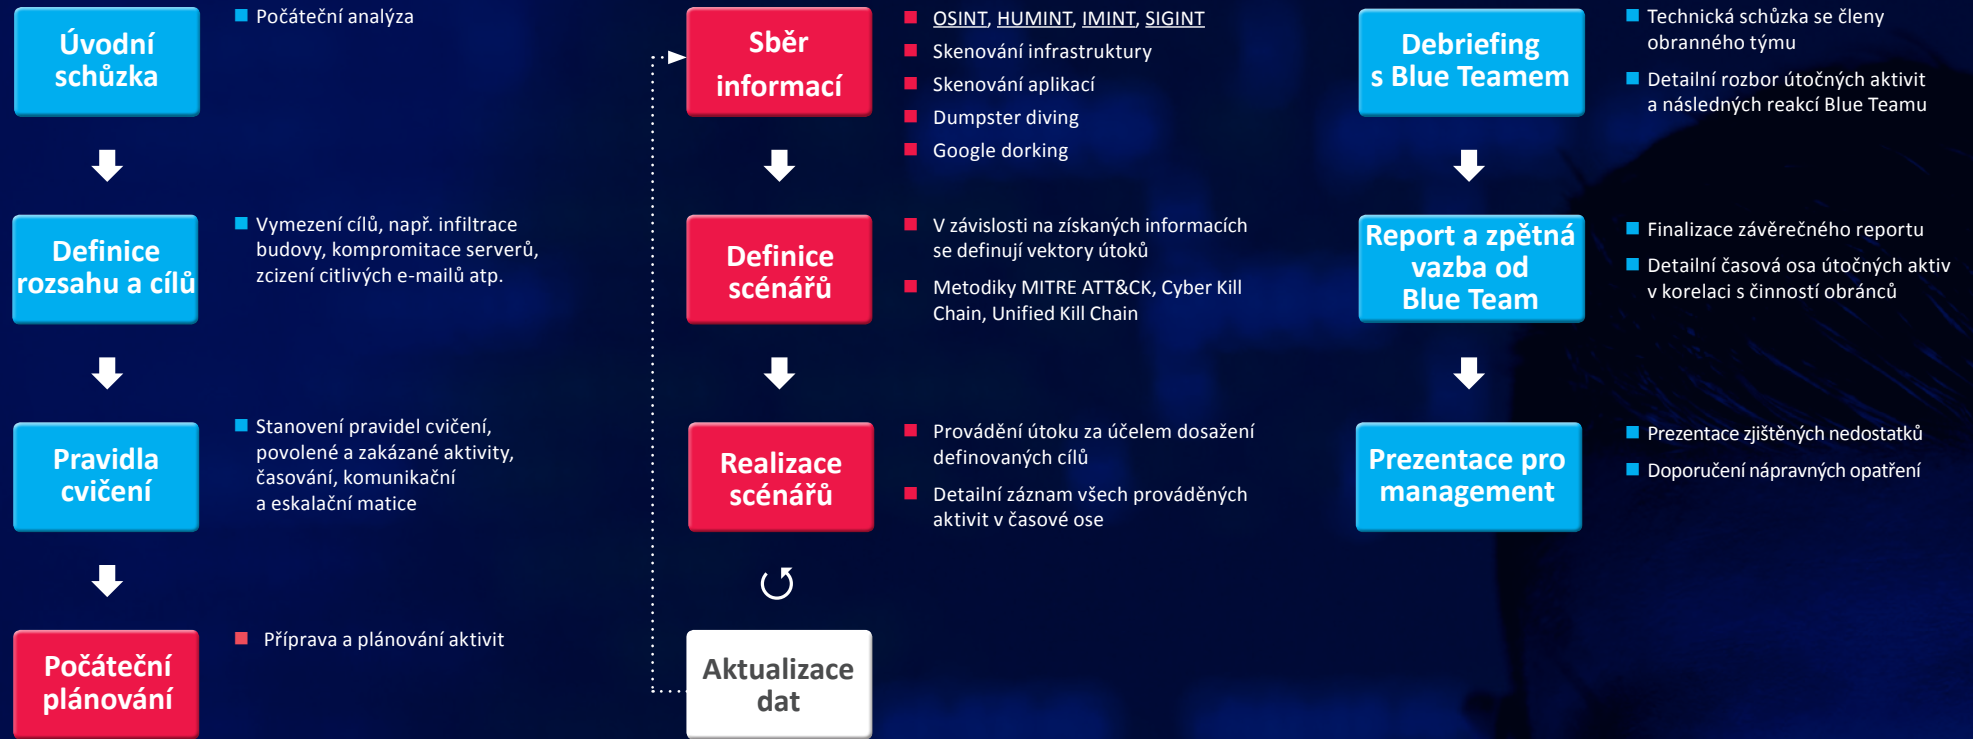 Úvodní
schůzka
Počáteční analýza
Definice
rozsahu a cílů
Vymezení cílů, např. infiltrace
budovy, kompromitace serverů,
zcizení citlivých e-mailů atp.
Pravidla
cvičení
Stanovení pravidel cvičení,
povolené a zakázané aktivity,
časování, komunikační
a eskalační matice
Počáteční
plánování
Příprava a plánování aktivit
Sběr
informací
OSINT, HUMINT, IMINT, SIGINT
Skenování infrastruktury
Skenování aplikací
Dumpster diving
Google dorking
Definice
scénářů
V závislosti na získaných informacích
se definují vektory útoků
Metodiky MITRE ATT&CK, Cyber Kill
Chain, Unified Kill Chain
Realizace
scénářů
Provádění útoku za účelem dosažení
definovaných cílů
Detailní záznam všech prováděných
aktivit v časové ose
Aktualizace
dat
Debriefing
s Blue Teamem
Technická schůzka se členy
obranného týmu
Detailní rozbor útočných aktivit
a následných reakcí Blue Teamu
Report a zpětná
vazba od
Blue Team
Finalizace závěrečného reportu
Detailní časová osa útočných aktiv
v korelaci s činností obránců
Prezentace pro
management
Prezentace zjištěných nedostatků
Doporučení nápravných opatření